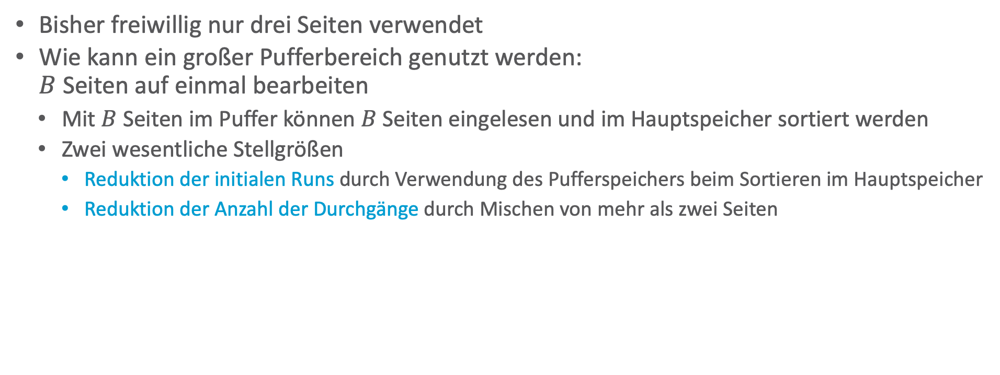 • Bisher freiwillig nur drei Seiten verwendet
• Wie kann ein großer Pufferbereich genutzt werden:
B Seiten auf einmal bearbeiten
• Mit B Seiten im Puffer können B Seiten eingelesen und im Hauptspeicher sortiert werden
• Zwei wesentliche Stellgrößen
• Reduktion der initialen Runs durch Verwendung des Pufferspeichers beim Sortieren im Hauptspeicher
• Reduktion der Anzahl der Durchgänge durch Mischen von mehr als zwei Seiten